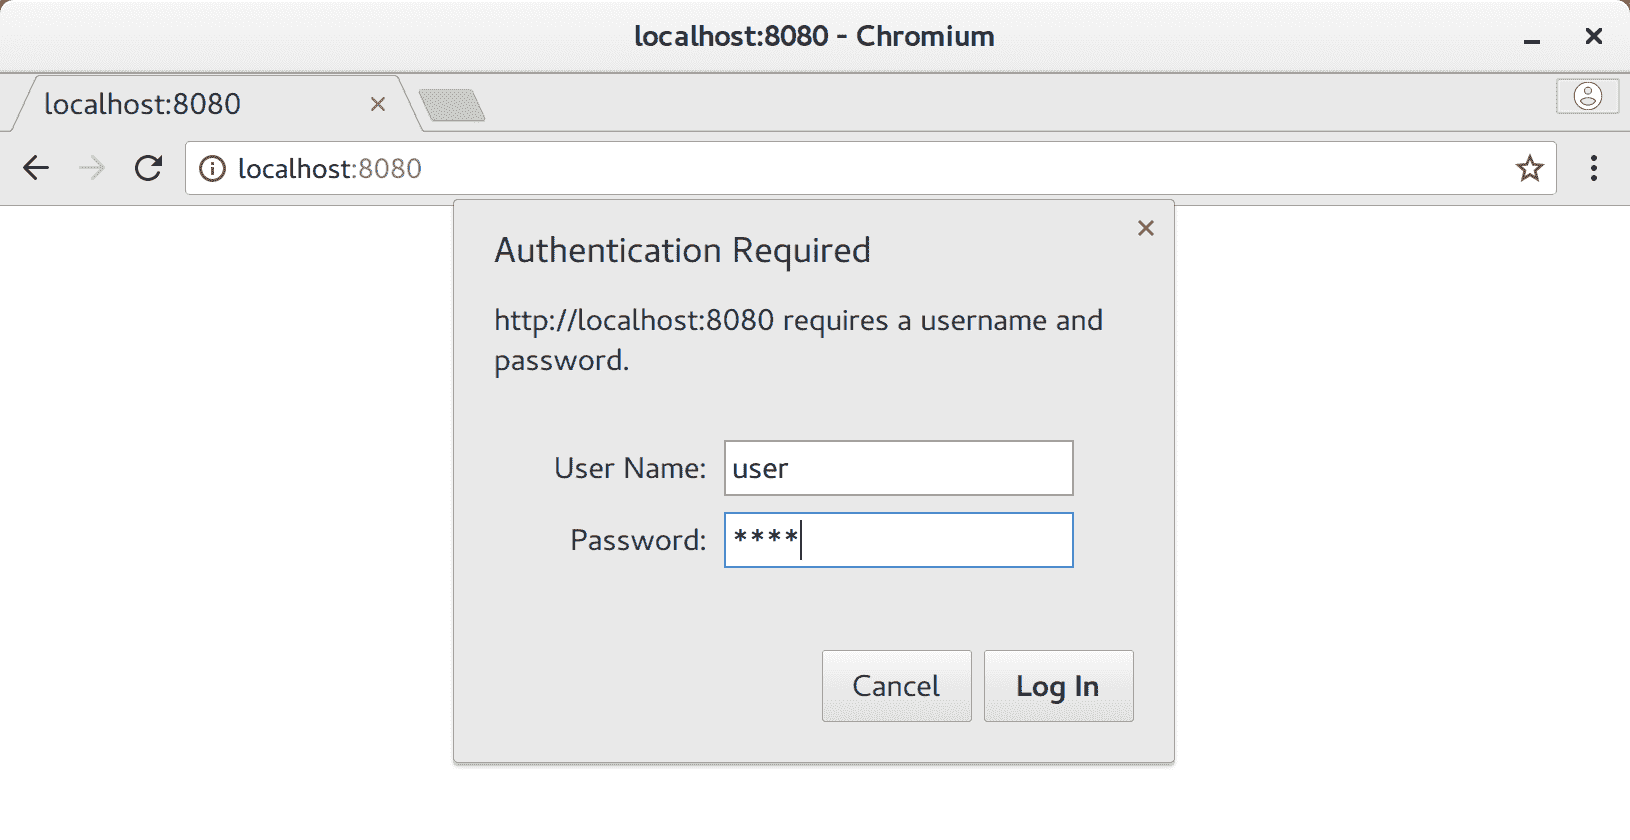 localhost:8080 - Chromium
localhost:8080
localhost:8080
Authentication Required
http://localhost:8080 requires a username and
password.
User Name: user
Password: ****
Cancel Log In